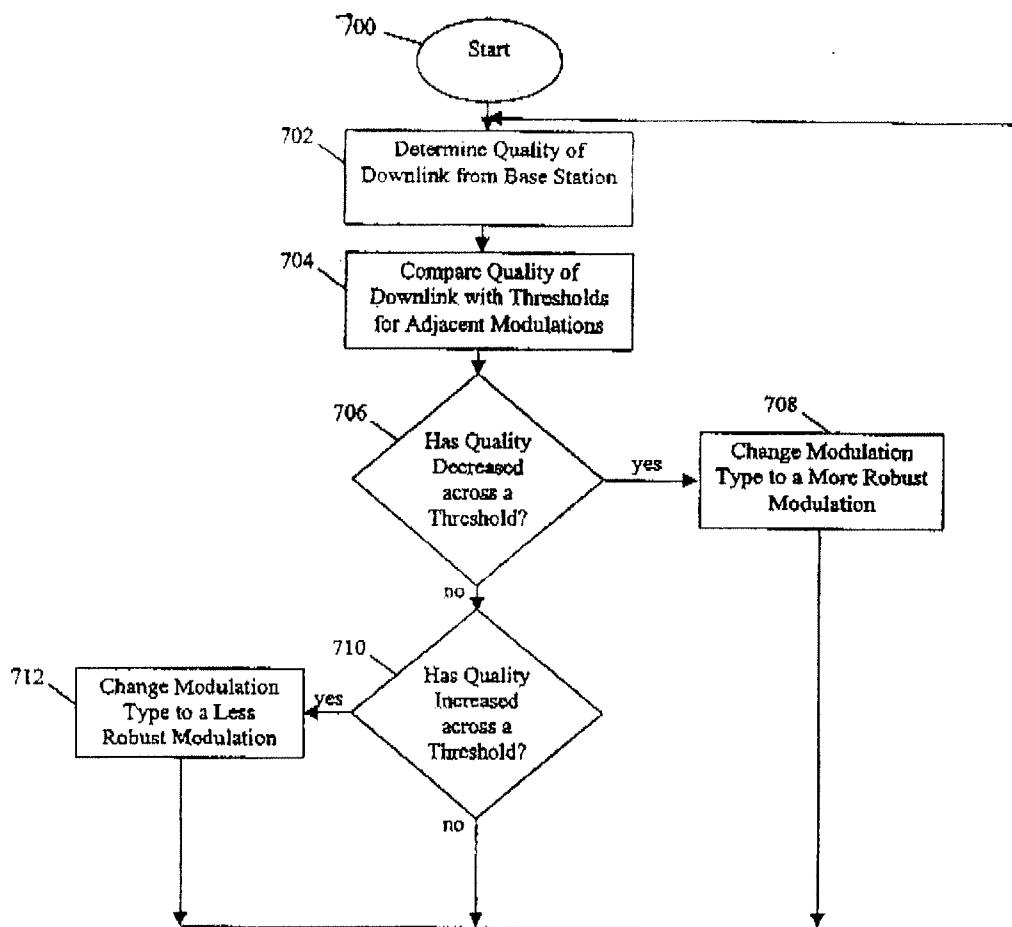 700
Start
702
Determine Quality of
Downlink from Base Station
704
Compare Quality of
Downlink with Thresholds
for Adjacent Modulations
706
Has Quality
Decreased
across a
Threshold?
yes
708
Change Modulation
Type to a More Robust
Modulation
no
710
Has Quality
Increased
across a
Threshold?
yes
712
Change Modulation
Type to a Less
Robust Modulation
no